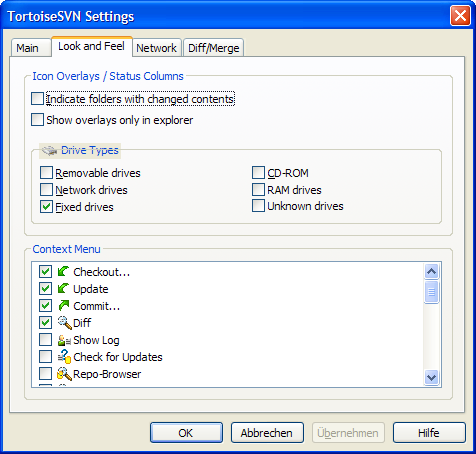 TortoiseSVN Settings
Main Look and Feel Network Diff/Merge
Icon Overlays / Status Columns
Indicate folders with changed contents
Show overlays only in explorer
Drive Types
Removable drives CD-ROM
Network drives RAM drives
Fixed drives Unknown drives
Context Menu
Checkout...
Update
Commit...
Diff
Show Log
Check for Updates
Repo-Browser
OK Abbrechen Übernehmen Hilfe